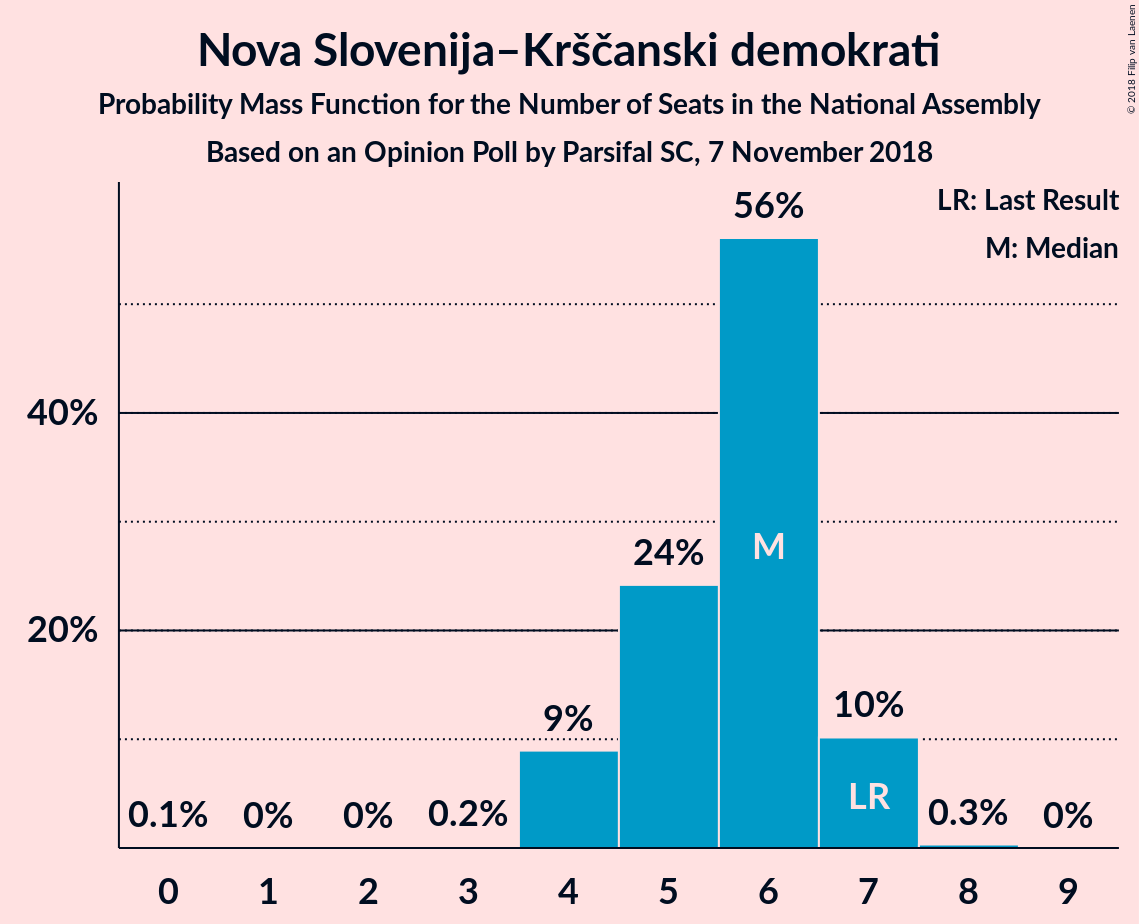 Nova Slovenija–Krščanski demokrati
Probability Mass Function for the Number of Seats in the National Assembly
Based on an Opinion Poll by Parsifal SC, 7 November 2018
© 2018 Filip van Laenen
LR: Last Result
M: Median
56%
40%
M
24%
20%
9%
10%
LR
0.1% 0% 0% 0.2% 0.3% 0%
0 1 2 3 4 5 6 7 8 9